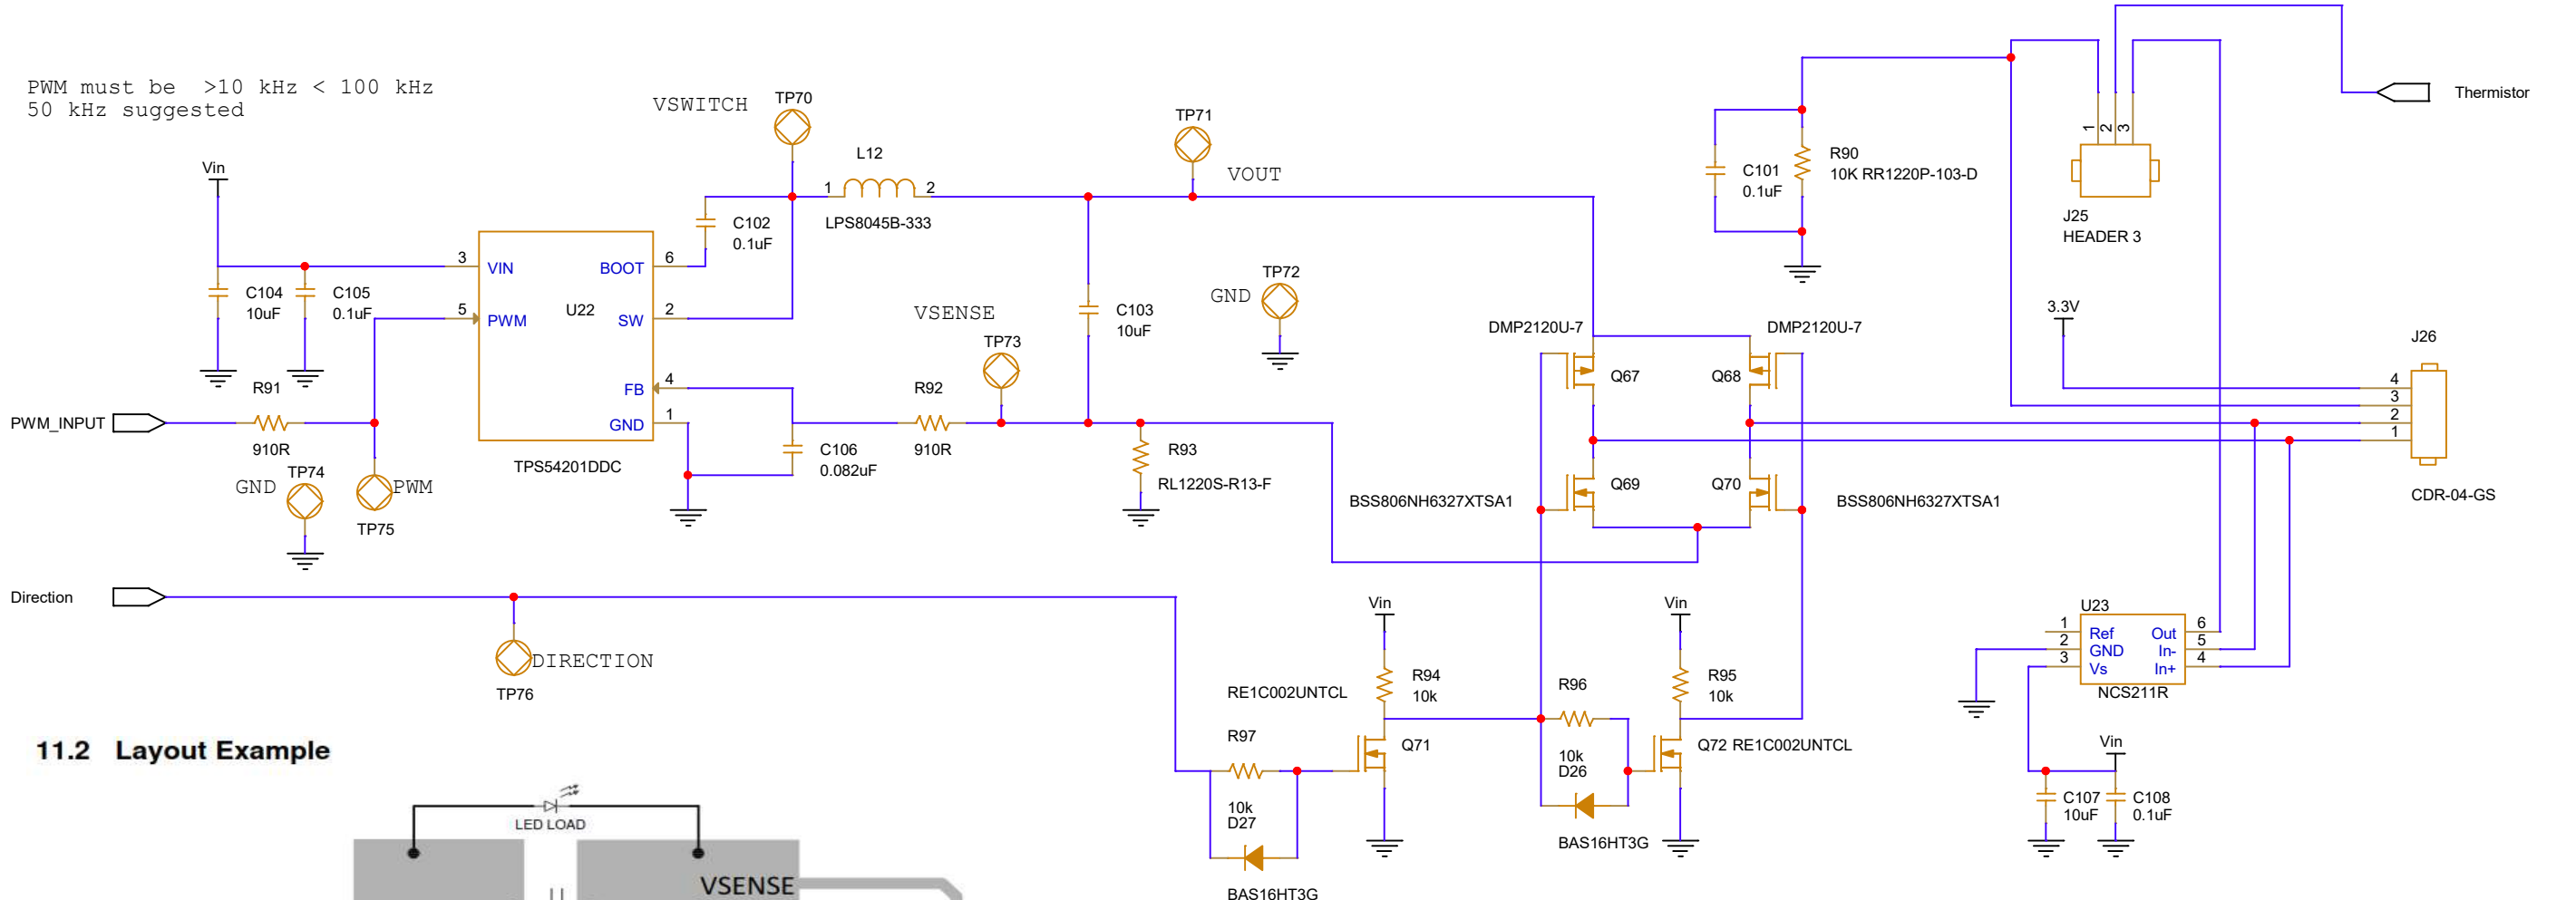 PWM must be >10 kHz < 100 kHz
50 kHz suggested
Vin
C104
10uF
C105
0.1uF
3
VIN
5
PWM
U22
BOOT
6
SW
2
FB
4
GND
1
TPS54201DDC
PWM_INPUT
R91
910R
GND
TP74
PWM
TP75
VSWITCH
TP70
C102
0.1uF
L12
1
2
LPS8045B-333
TP71
VOUT
VSENSE
TP73
C103
10uF
GND
TP72
R92
910R
C106
0.082uF
R93
RL1220S-R13-F
C101
0.1uF
R90
10K RR1220P-103-D
1
2
3
J25
HEADER 3
Thermistor
3.3V
DMP2120U-7
Q67
DMP2120U-7
Q68
Q69
BSS806NH6327XTSA1
Q70
BSS806NH6327XTSA1
J26
4
3
2
1
CDR-04-GS
Direction
DIRECTION
TP76
Vin
R94
10k
RE1C002UNTCL
R97
10k
D27
BAS16HT3G
Q71
Vin
R95
10k
R96
10k
D26
BAS16HT3G
Q72 RE1C002UNTCL
U23
1
Ref
Out
6
2
GND
In-
5
3
Vs
In+
4
NCS211R
Vin
C107
10uF
C108
0.1uF
11.2 Layout Example
LED LOAD
VSENSE